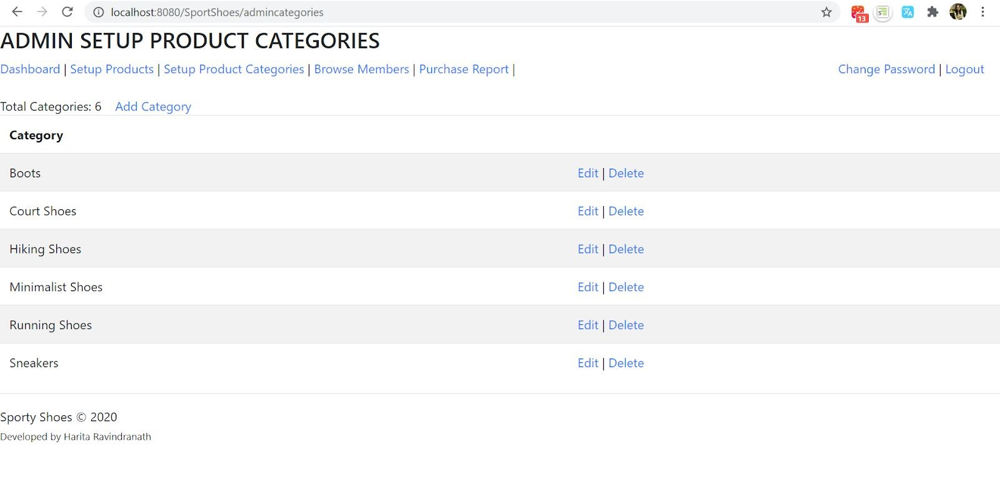 localhost:8080/SportShoes/admincategories
13
ADMIN SETUP PRODUCT CATEGORIES
Dashboard | Setup Products | Setup Product Categories | Browse Members | Purchase Report | Change Password | Logout
Total Categories: 6 Add Category
Category
Boots Edit | Delete
Court Shoes Edit | Delete
Hiking Shoes Edit | Delete
Minimalist Shoes Edit | Delete
Running Shoes Edit | Delete
Sneakers Edit | Delete
Sporty Shoes © 2020
Developed by Harita Ravindranath